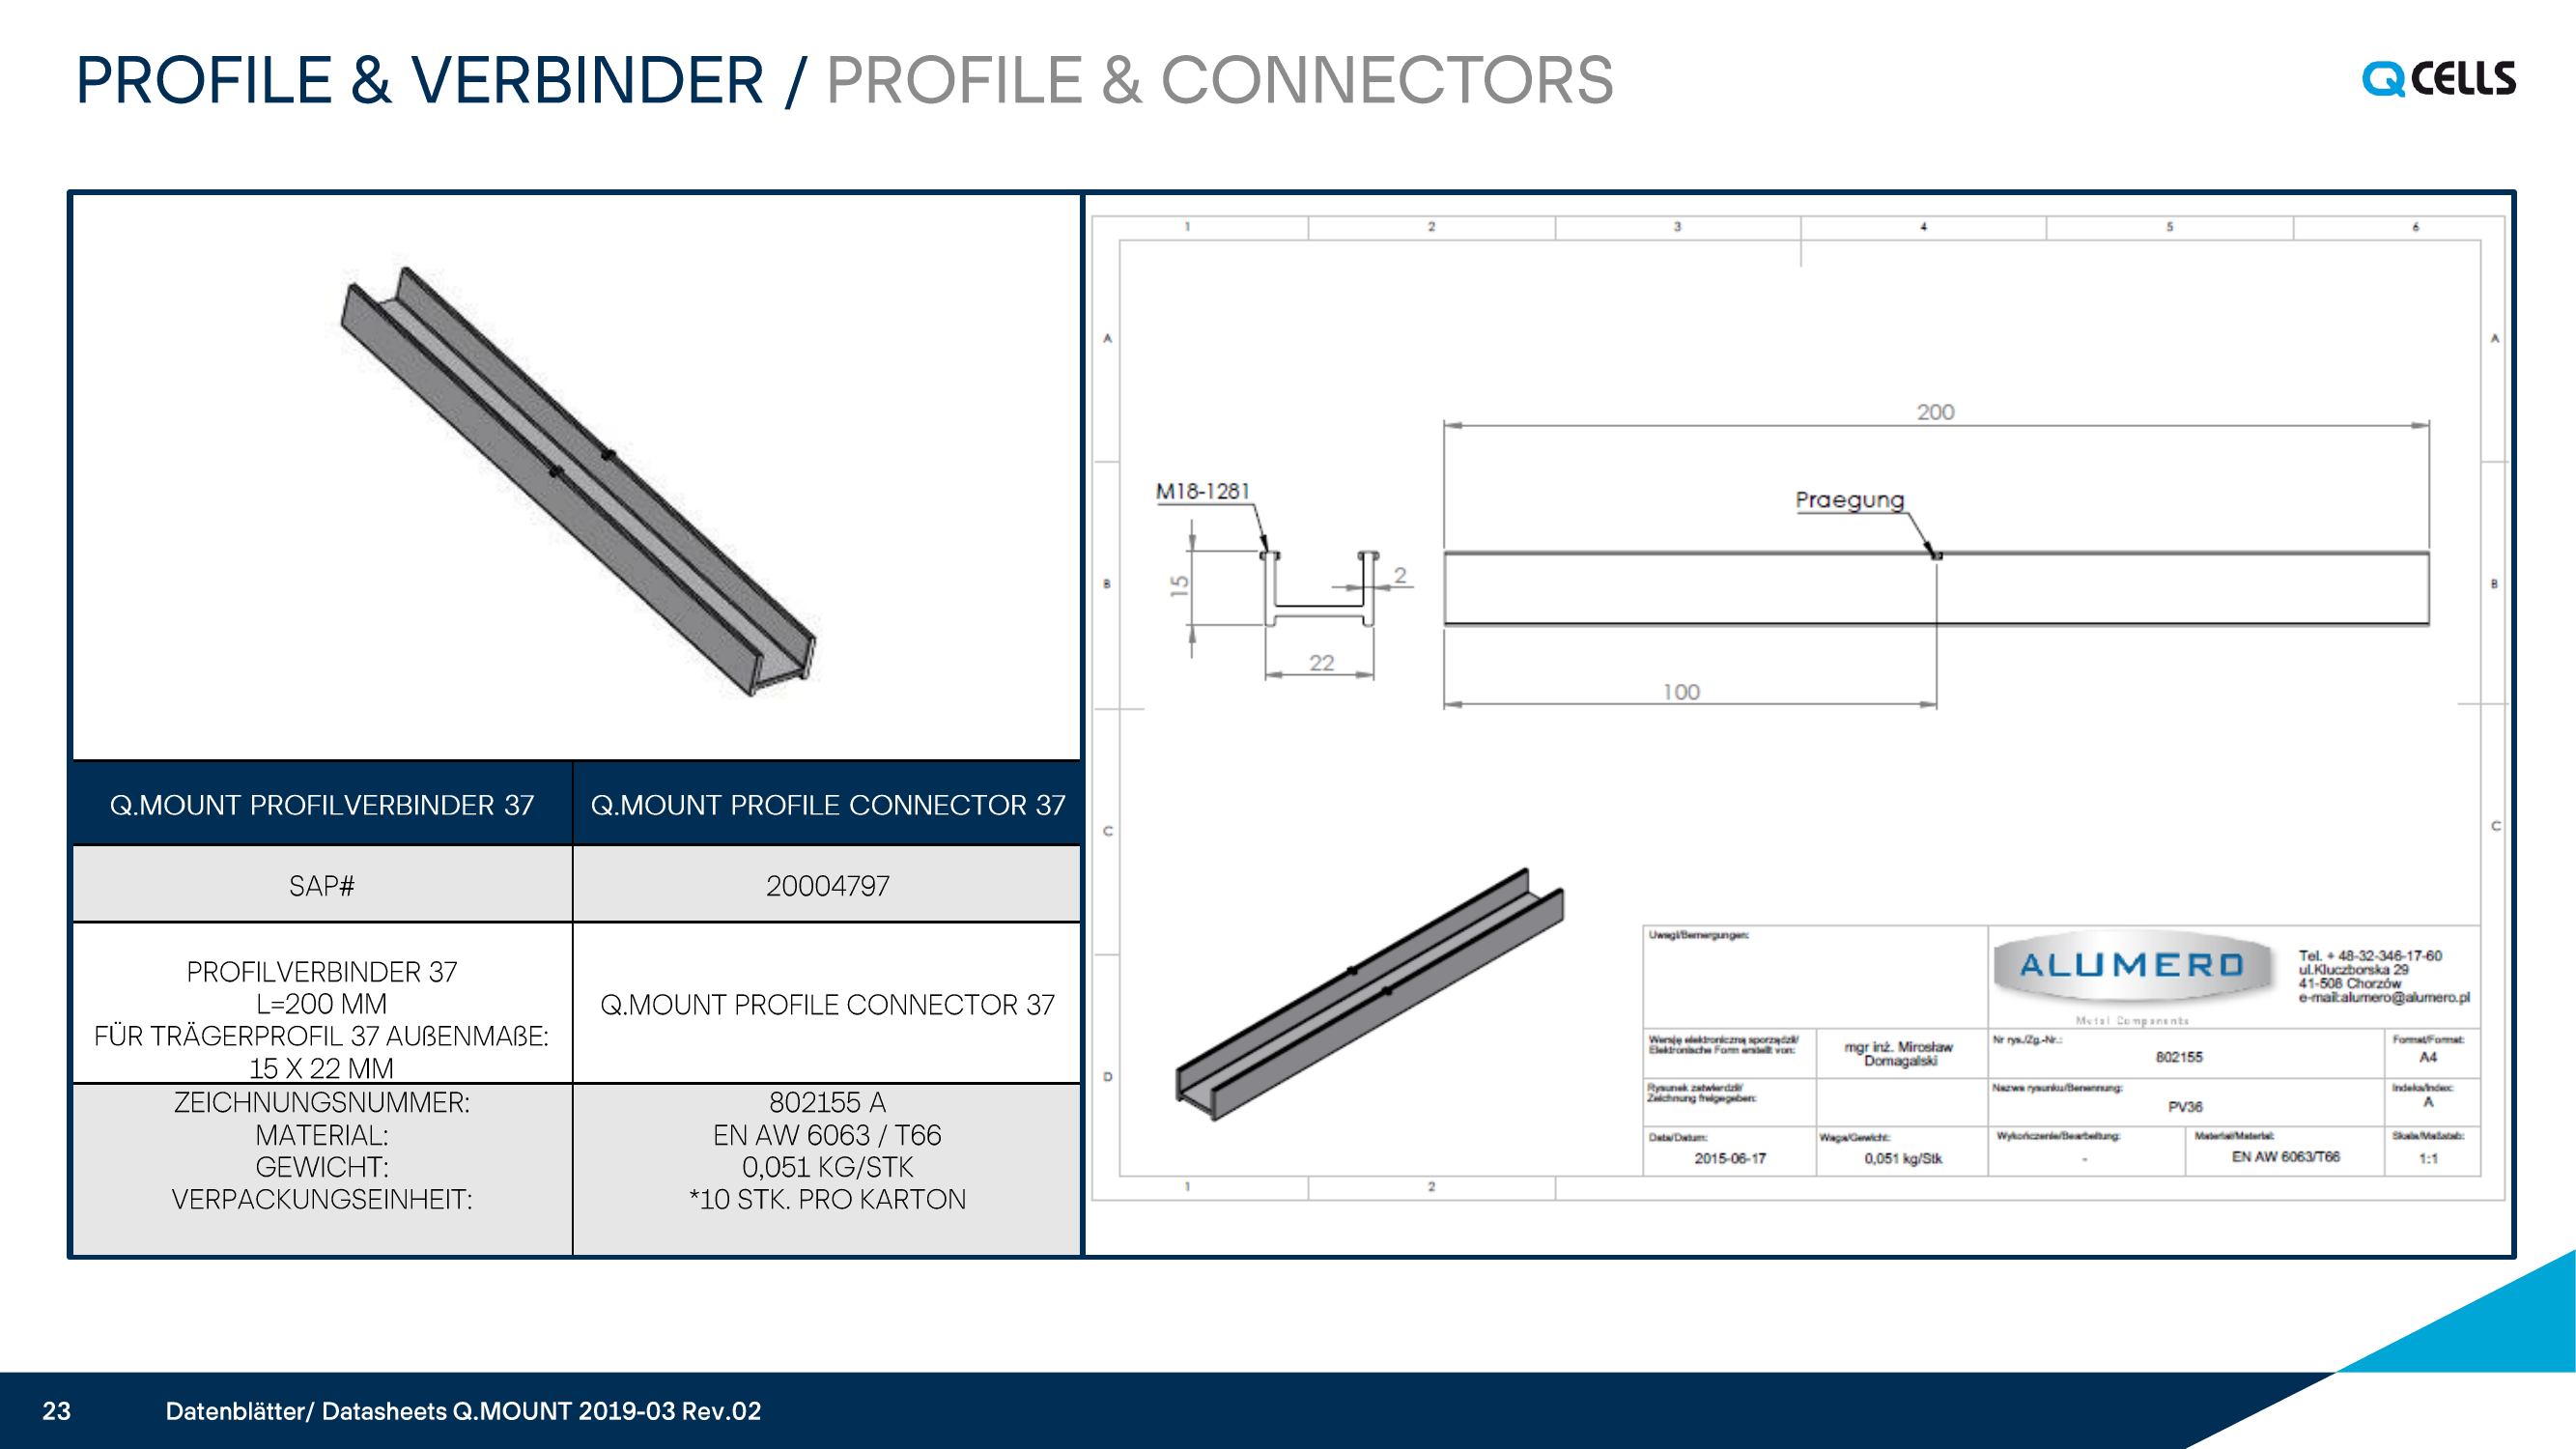 PROFILE & VERBINDER / PROFILE & CONNECTORS
Q CELLS
Q.MOUNT PROFILVERBINDER 37
Q.MOUNT PROFILE CONNECTOR 37
SAP#
20004797
PROFILVERBINDER 37
L=200 MM
FÜR TRÄGERPROFIL 37 AUßENMAßE:
15 X 22 MM
Q.MOUNT PROFILE CONNECTOR 37
ZEICHNUNGSNUMMER:
MATERIAL:
GEWICHT:
VERPACKUNGSEINHEIT:
802155 A
EN AW 6063 / T66
0,051 KG/STK
*10 STK. PRO KARTON
1 2 3 4 5 6
A
A
200
M18-1281
Praegung
15
2
B
B
22
100
C
C
D
Uwagi/Bemergungen:
ALUMERO
Metal Components
Tel. + 48-32-346-17-60
ul.Kluczborska 29
41-508 Chorzów
e-mail:alumero@alumero.pl
Wersję elektroniczną sporządził/
Elektronische Form erstellt von:
mgr inż. Mirosław
Domagalski
Nr rys./Zg.-Nr.:
802155
Format/Format:
A4
Rysunek zatwierdził/
Zeichnung freigegeben:
Nazwa rysunku/Benennung:
PV36
Indeks/Index:
A
Data/Datum:
2015-06-17
Waga/Gewicht:
0,051 kg/Stk
Wykończenie/Bearbeitung:
-
Materiał/Material:
EN AW 6063/T66
Skala/Maßstab:
1:1
1 2
23
Datenblätter/ Datasheets Q.MOUNT 2019-03 Rev.02